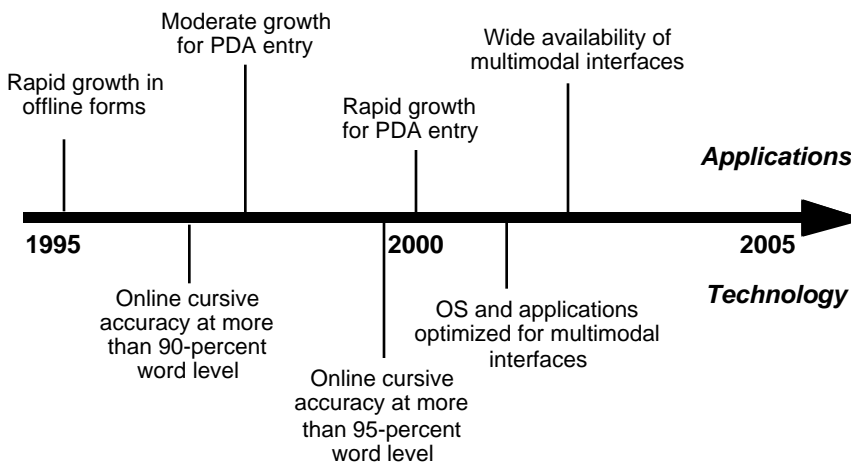 Moderate growth
for PDA entry
Wide availability of
multimodal interfaces
Rapid growth in
offline forms
Rapid growth
for PDA entry
Applications
1995
2000
2005
Technology
Online cursive
accuracy at more
than 90-percent
word level
OS and applications
optimized for multimodal
interfaces
Online cursive
accuracy at more
than 95-percent
word level